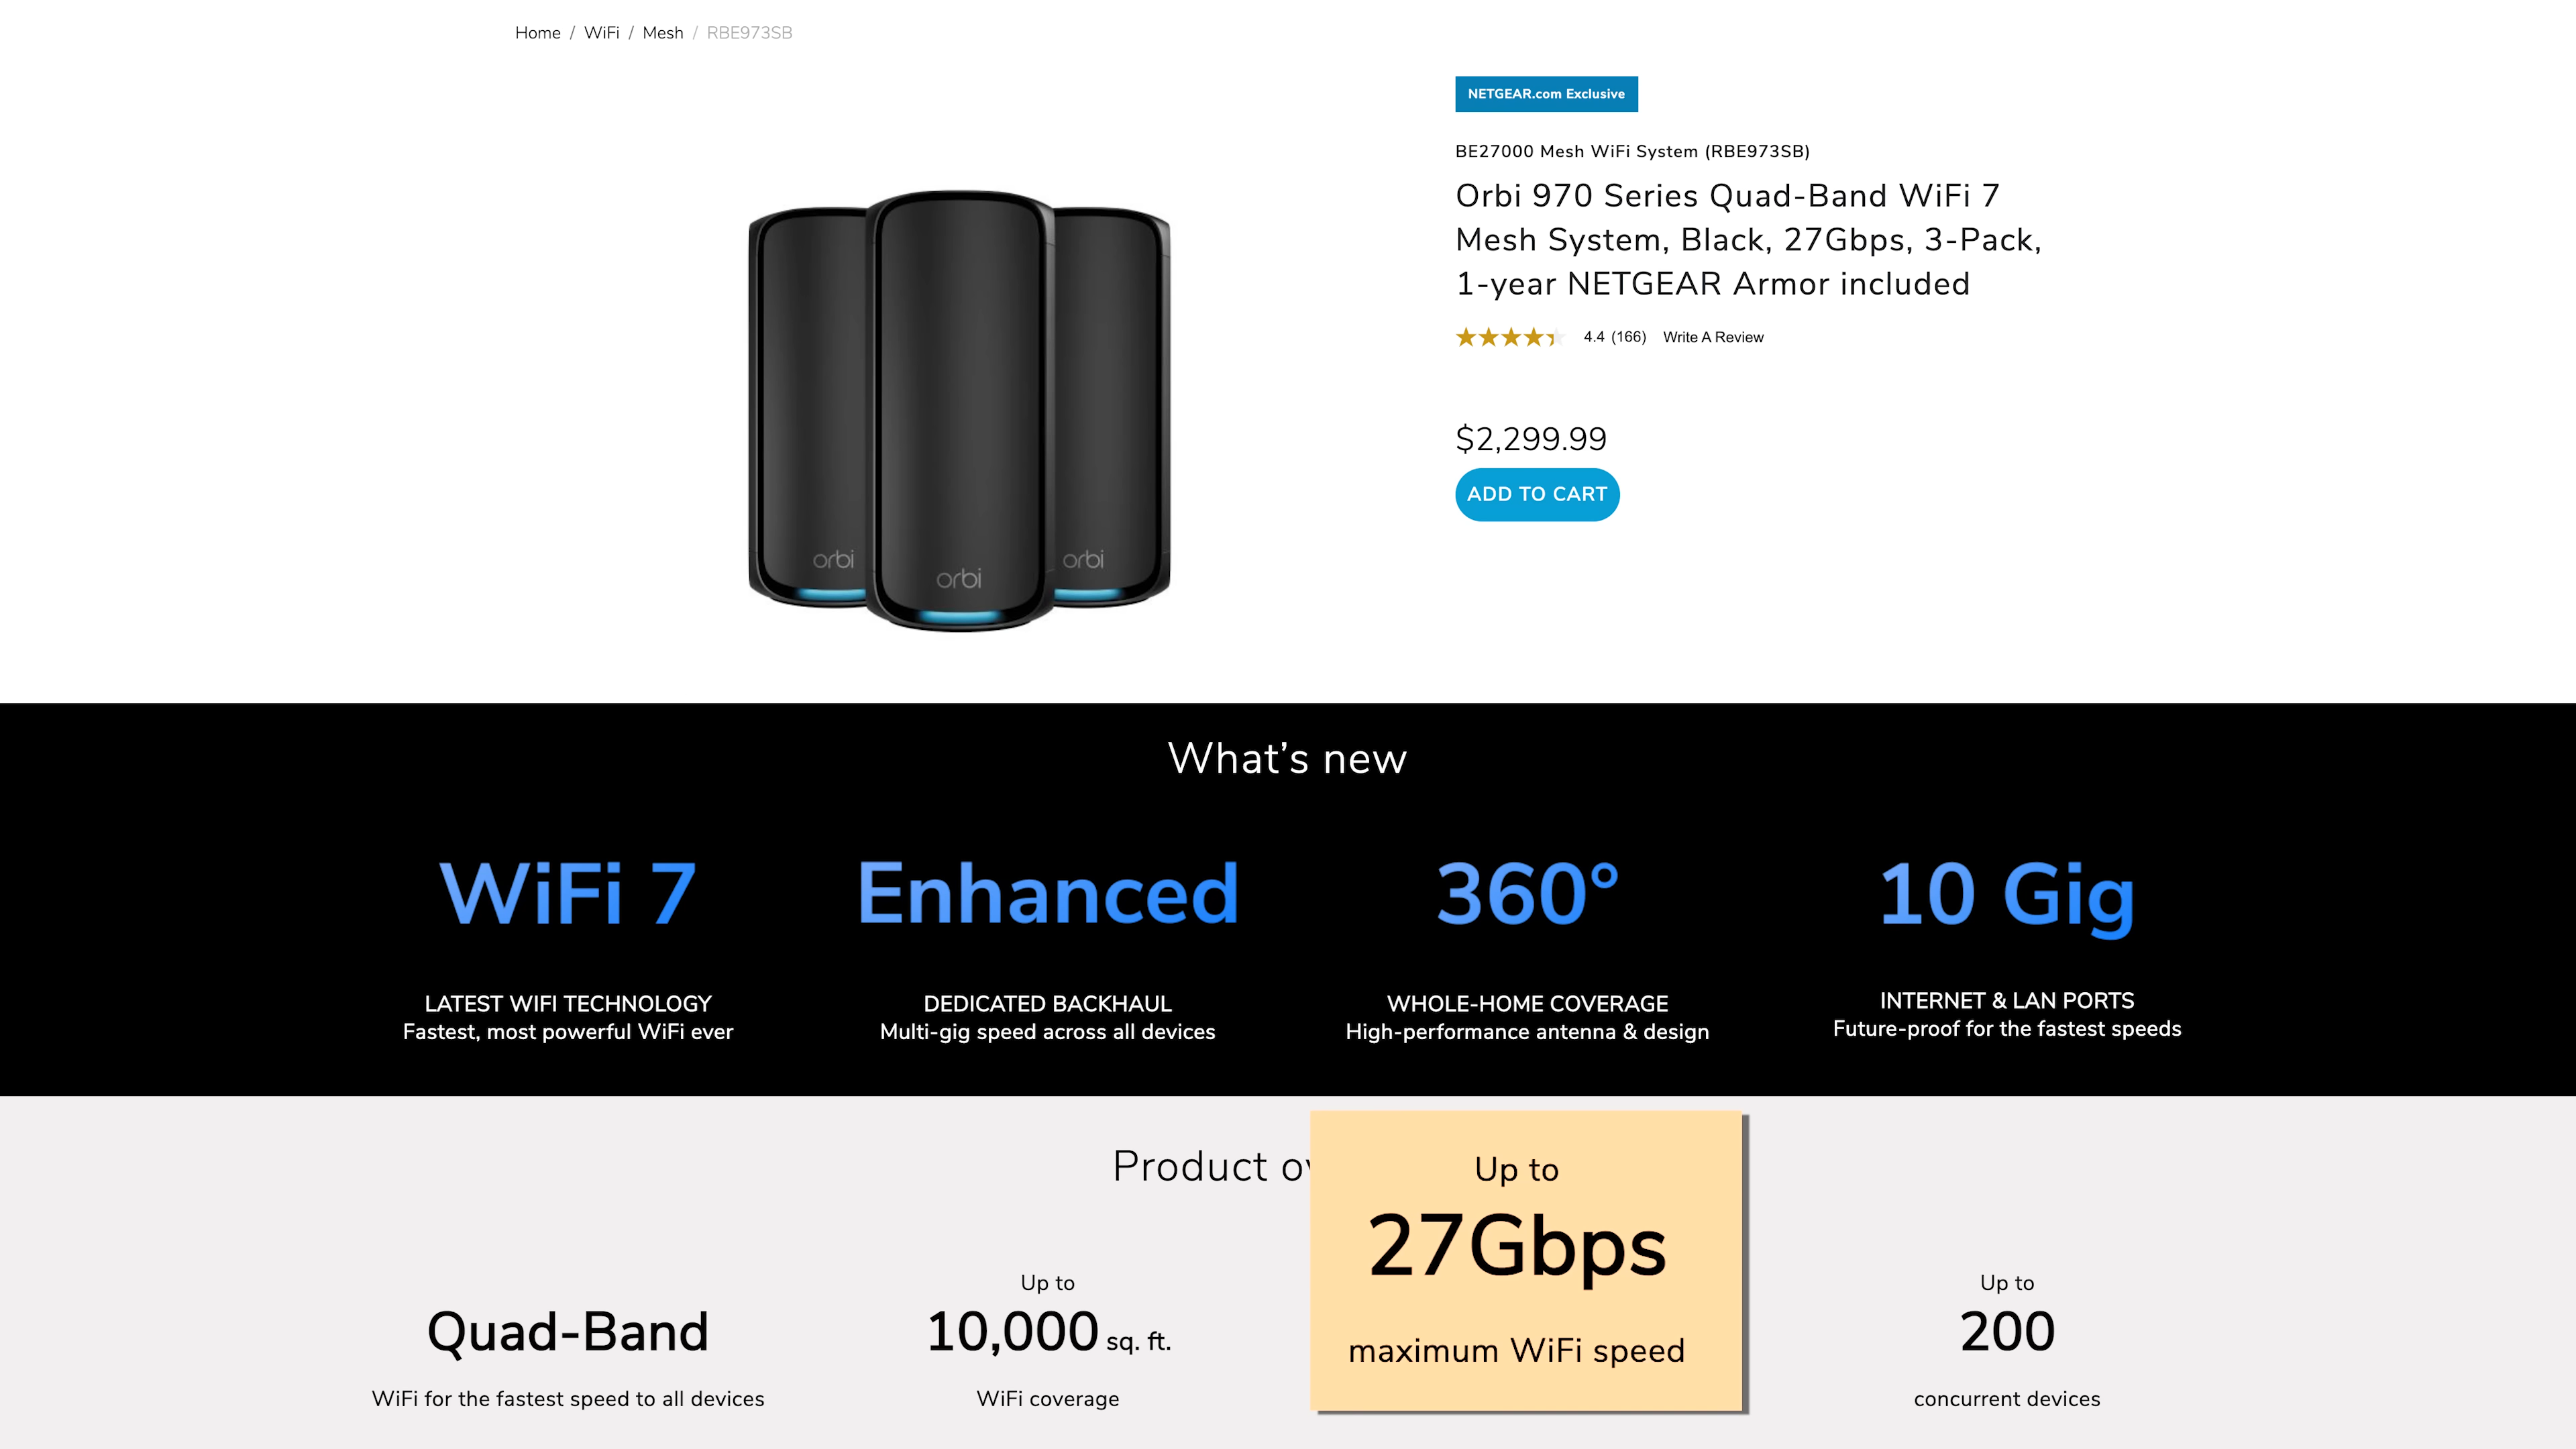 Home / WiFi / Mesh / RBE973SB
NETGEAR.com Exclusive
BE27000 Mesh WiFi System (RBE973SB)
Orbi 970 Series Quad-Band WiFi 7
Mesh System, Black, 27Gbps, 3-Pack,
1-year NETGEAR Armor included
4.4 (166) Write A Review
$2,299.99
ADD TO CART
orbi
orbi
orbi
What's new
WiFi 7
LATEST WIFI TECHNOLOGY
Fastest, most powerful WiFi ever
Enhanced
DEDICATED BACKHAUL
Multi-gig speed across all devices
360°
WHOLE-HOME COVERAGE
High-performance antenna & design
10 Gig
INTERNET & LAN PORTS
Future-proof for the fastest speeds
Product
Quad-Band
WiFi for the fastest speed to all devices
Up to
10,000 sq. ft.
WiFi coverage
Up to
27Gbps
maximum WiFi speed
Up to
200
concurrent devices